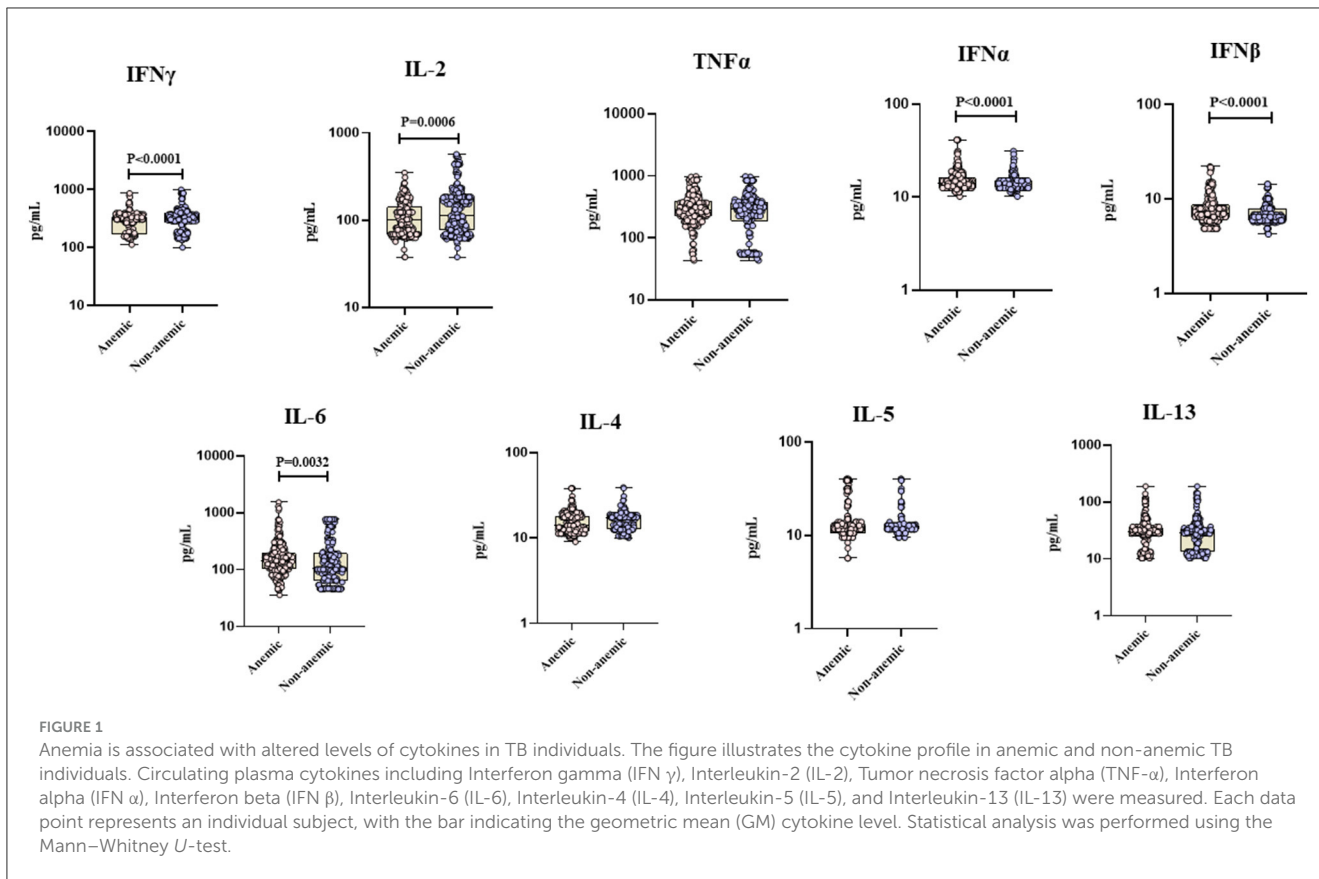 IFNγ
P<0.0001
10000
1000
100
10
pg/mL
Anemic
Non-anemic
IL-2
P=0.0006
1000
100
10
pg/mL
Anemic
Non-anemic
TNFα
10000
1000
100
10
pg/mL
Anemic
Non-anemic
IFNα
P<0.0001
100
10
1
pg/mL
Anemic
Non-anemic
IFNβ
P<0.0001
100
10
1
pg/mL
Anemic
Non-anemic
IL-6
P=0.0032
10000
1000
100
10
pg/mL
Anemic
Non-anemic
IL-4
100
10
1
pg/mL
Anemic
Non-anemic
IL-5
100
10
1
pg/mL
Anemic
Non-anemic
IL-13
1000
100
10
1
pg/mL
Anemic
Non-anemic
FIGURE 1
Anemia is associated with altered levels of cytokines in TB individuals. The figure illustrates the cytokine profile in anemic and non-anemic TB
individuals. Circulating plasma cytokines including Interferon gamma (IFN γ), Interleukin-2 (IL-2), Tumor necrosis factor alpha (TNF-α), Interferon
alpha (IFN α), Interferon beta (IFN β), Interleukin-6 (IL-6), Interleukin-4 (IL-4), Interleukin-5 (IL-5), and Interleukin-13 (IL-13) were measured. Each data
point represents an individual subject, with the bar indicating the geometric mean (GM) cytokine level. Statistical analysis was performed using the
Mann–Whitney U-test.